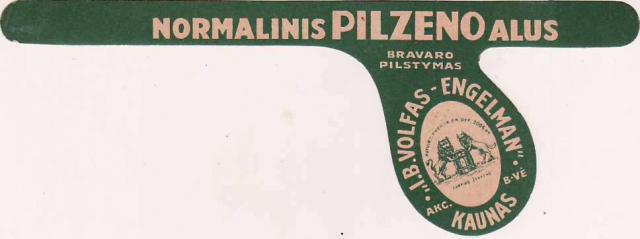 NORMALINIS PILZENO ALUS
BRAVARO
PILSTYMAS
„I.B.VOLFAS-ENGELMAN”.
AKC. KAUNAS B-VĖ